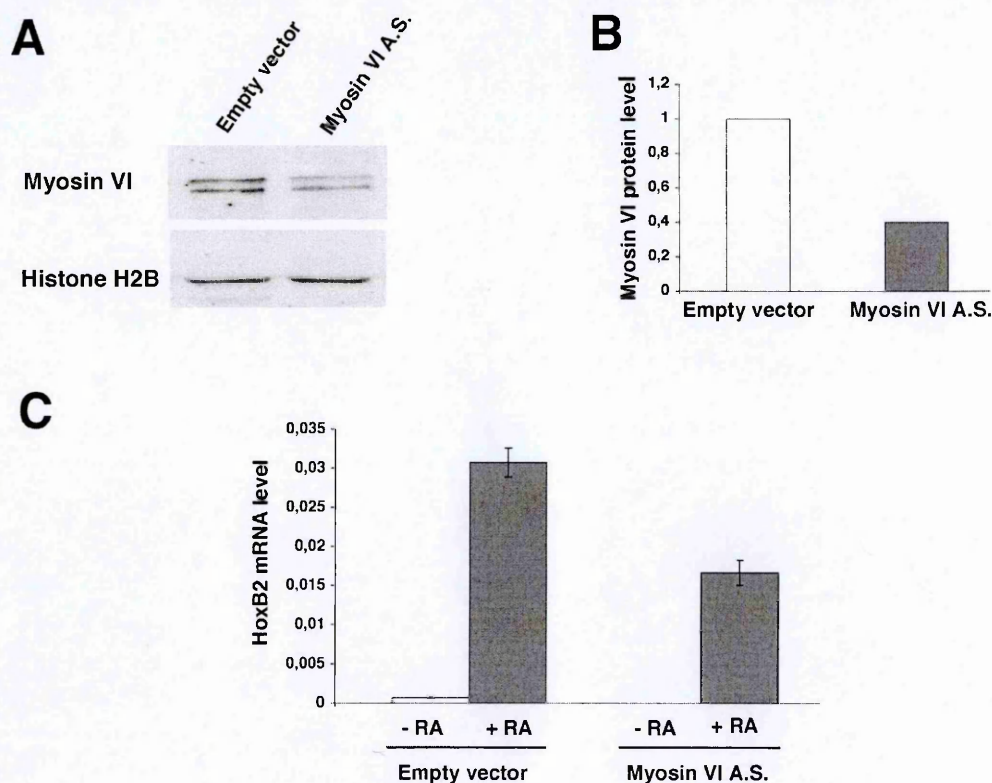 A
Empty vector
Myosin VI A.S.
Myosin VI
Histone H2B
B
Myosin VI protein level
1,2
1
0,8
0,6
0,4
0,2
0
Empty vector
Myosin VI A.S.
C
HoxB2 mRNA level
0,035
0,03
0,025
0,02
0,015
0,01
0,005
0
- RA
+ RA
- RA
+ RA
Empty vector
Myosin VI A.S.